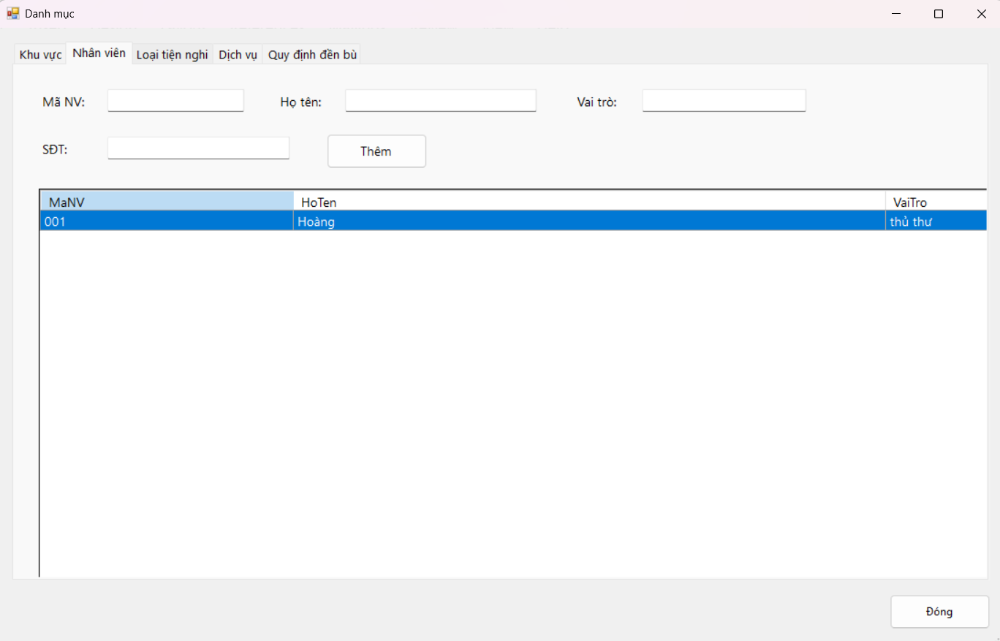 Danh mục
Khu vực Nhân viên Loại tiện nghi Dịch vụ Quy định đền bù
Mã NV: Họ tên: Vai trò:
SĐT: Thêm
MaNV HoTen VaiTro
001 Hoàng thủ thư
Đóng